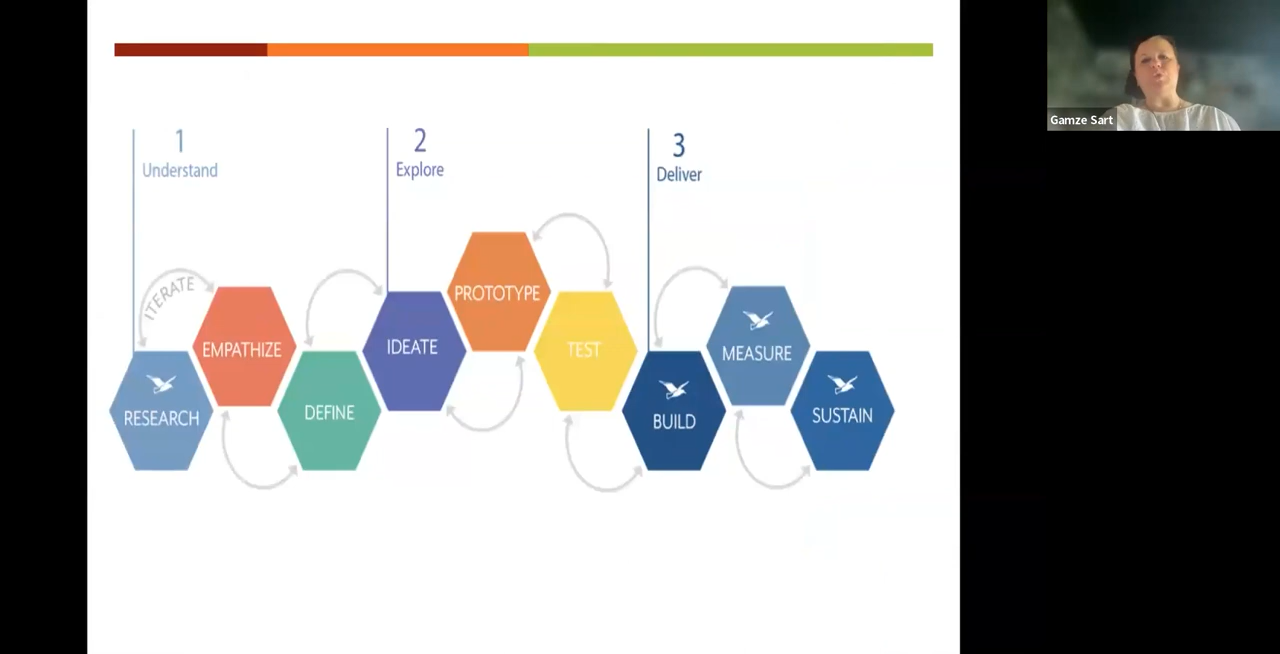 1
Understand
2
Explore
3
Deliver
ITERATE
RESEARCH
EMPATHIZE
DEFINE
IDEATE
PROTOTYPE
TEST
BUILD
MEASURE
SUSTAIN
Gamze Sart